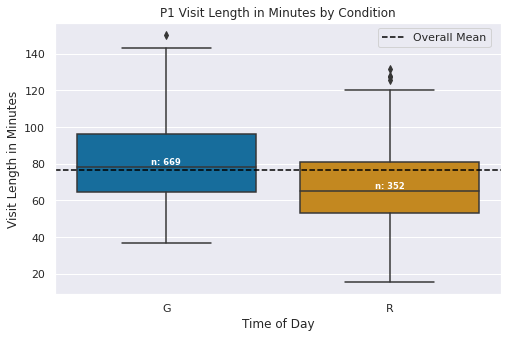 P1 Visit Length in Minutes by Condition
Overall Mean
Visit Length in Minutes
140
120
100
80
60
40
20
n: 669
n: 352
G
R
Time of Day